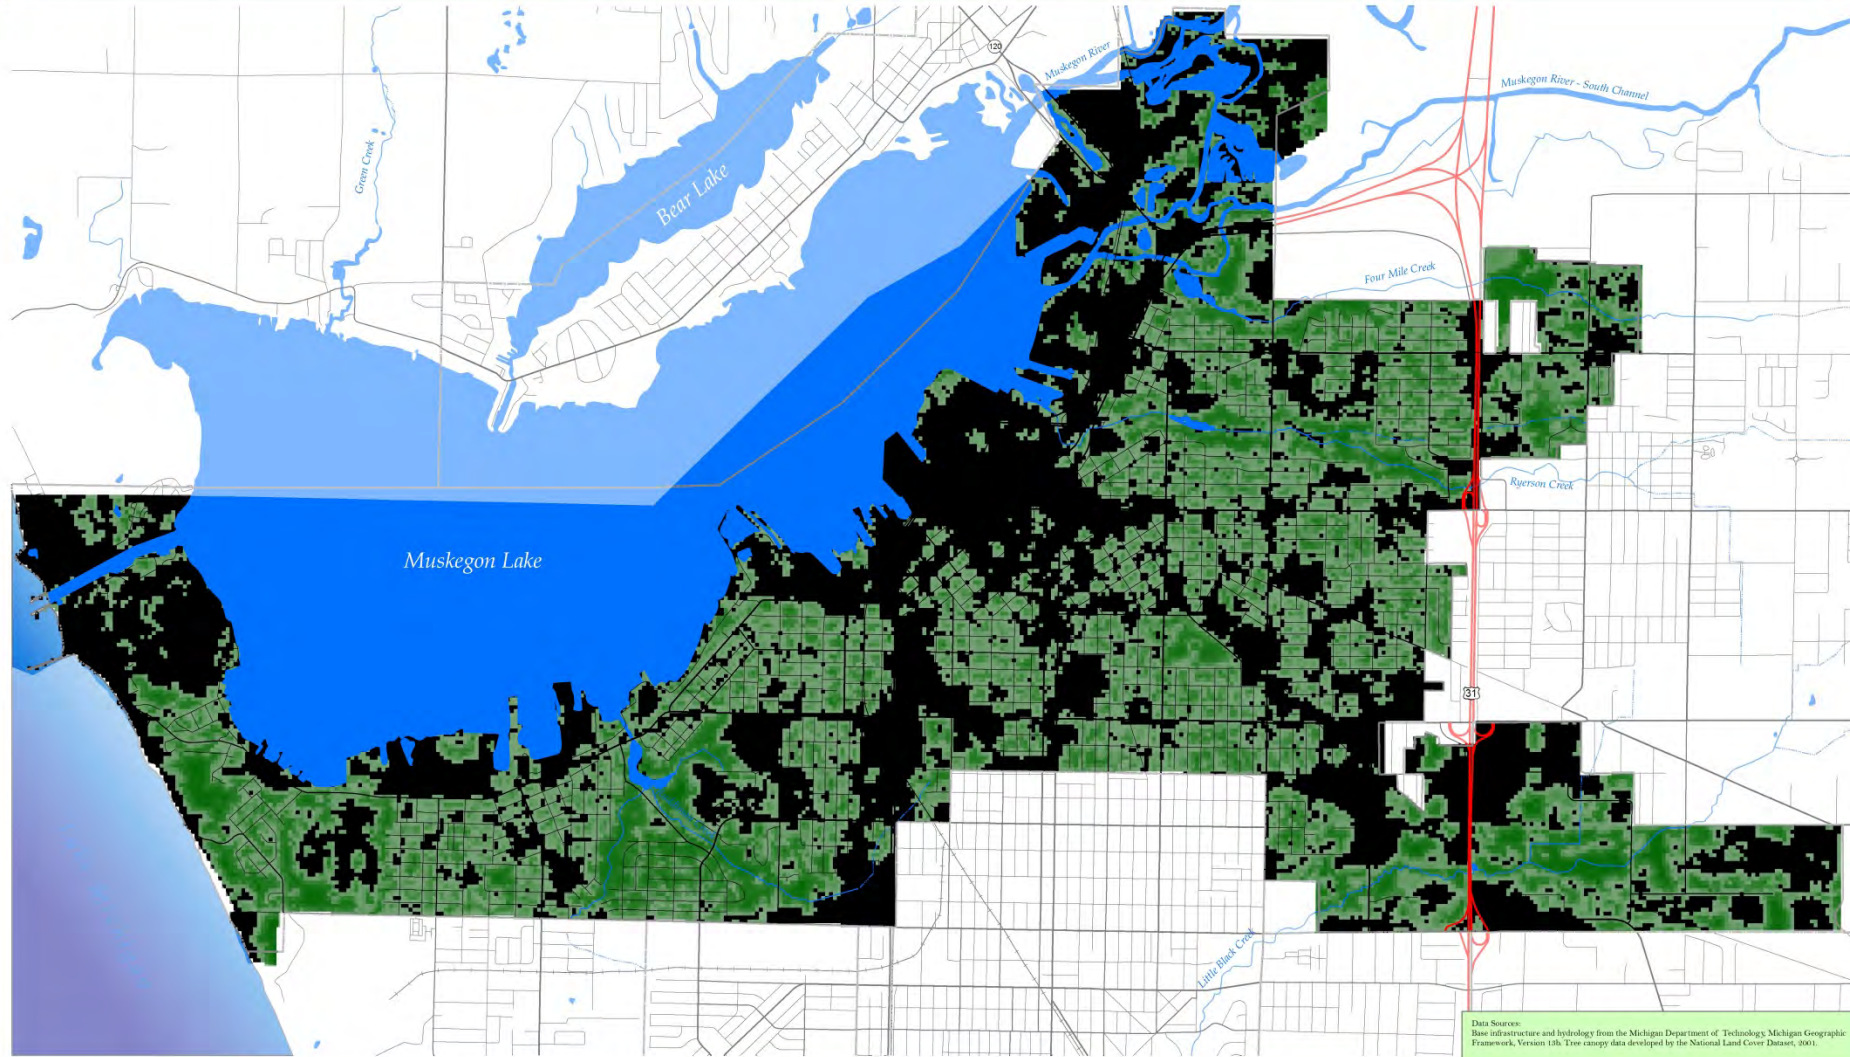 120
Muskegon River
Muskegon River - South Channel
Green Creek
Bear Lake
Four Mile Creek
Ryerson Creek
Muskegon Lake
31
Little Black Creek
Data Sources:
Base infrastructure and hydrology from the Michigan Department of Technology, Michigan Geographic
Framework, Version 13b. Tree canopy data developed by the National Land Cover Dataset, 2001.